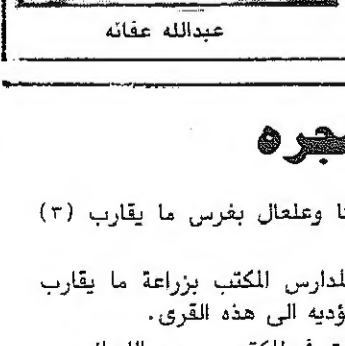 عبدالله عفانه
جره
نا وعلعال بغرس ما يقارب (٣)
لمدارس المكتب بزراعة ما يقارب
ؤديه الى هذه القرى.